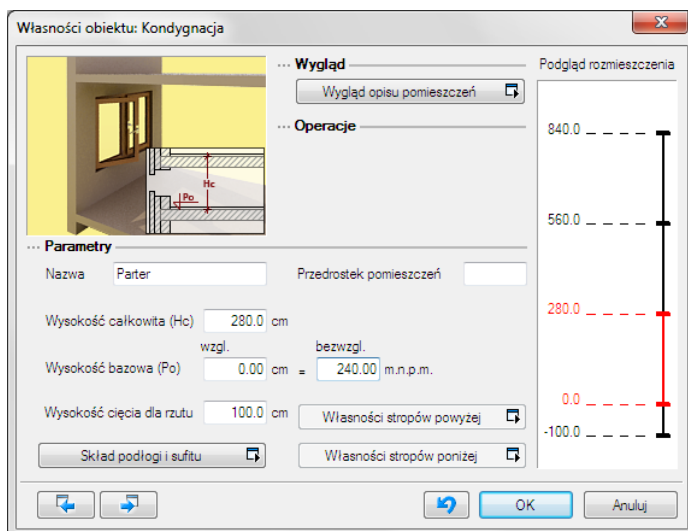 Własności obiektu: Kondygnacja
Wygląd
Wygląd opisu pomieszczeń
Operacje
Hc
Po
Parametry
Nazwa Parter Przedrostek pomieszczeń
Wysokość całkowita (Hc) 280.0 cm
wzgl. bezwzgl.
Wysokość bazowa (Po) 0.00 cm = 240.00 m.n.p.m.
Wysokość cięcia dla rzutu 100.0 cm Własności stropów powyżej
Skład podłogi i sufitu Własności stropów poniżej
Podgląd rozmieszczenia
840.0
560.0
280.0
0.0
-100.0
OK Anuluj